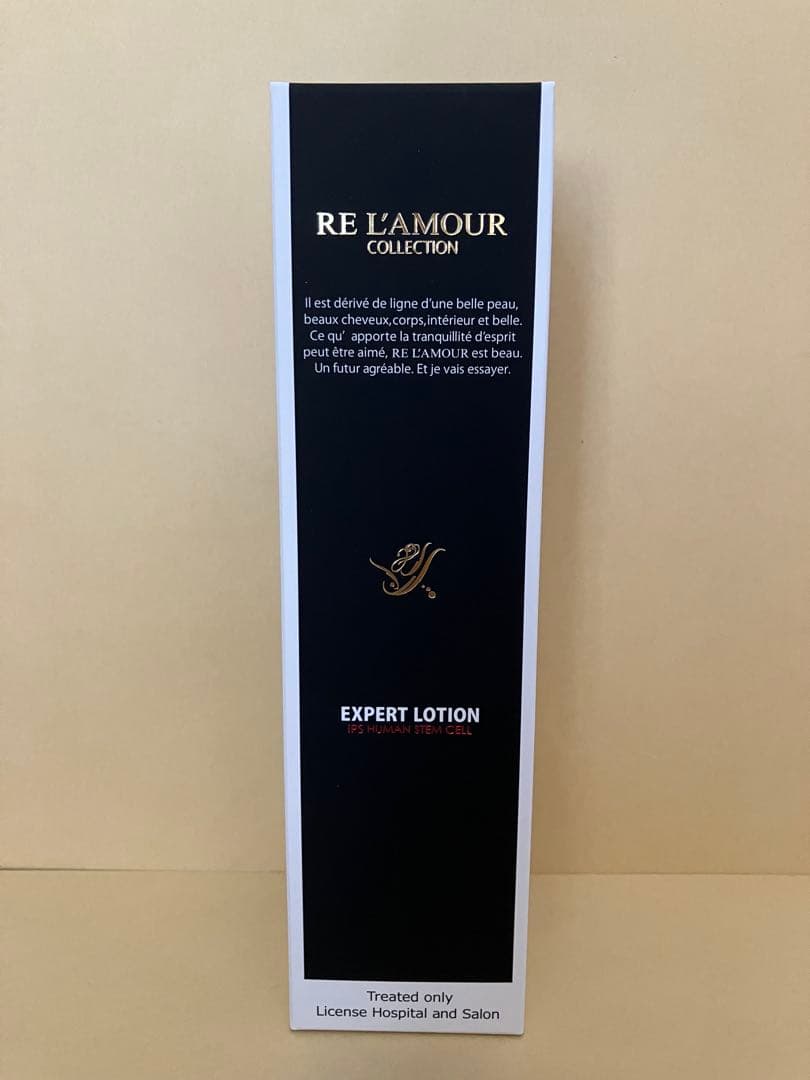 RE L'AMOUR
COLLECTION
Il est dérivé de ligne d'une belle peau,
beaux cheveux,corps,intérieur et belle.
Ce qu' apporte la tranquillité d'esprit
peut être aimé, RE L'AMOUR est beau.
Un futur agréable. Et je vais essayer.
EXPERT LOTION
IPS HUMAN STEM CELL
Treated only
License Hospital and Salon